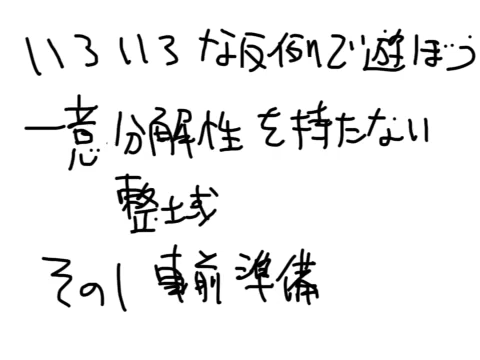 いろいろな反例で遊ぼう
一意分解性を持たない
整域
その1 事前準備